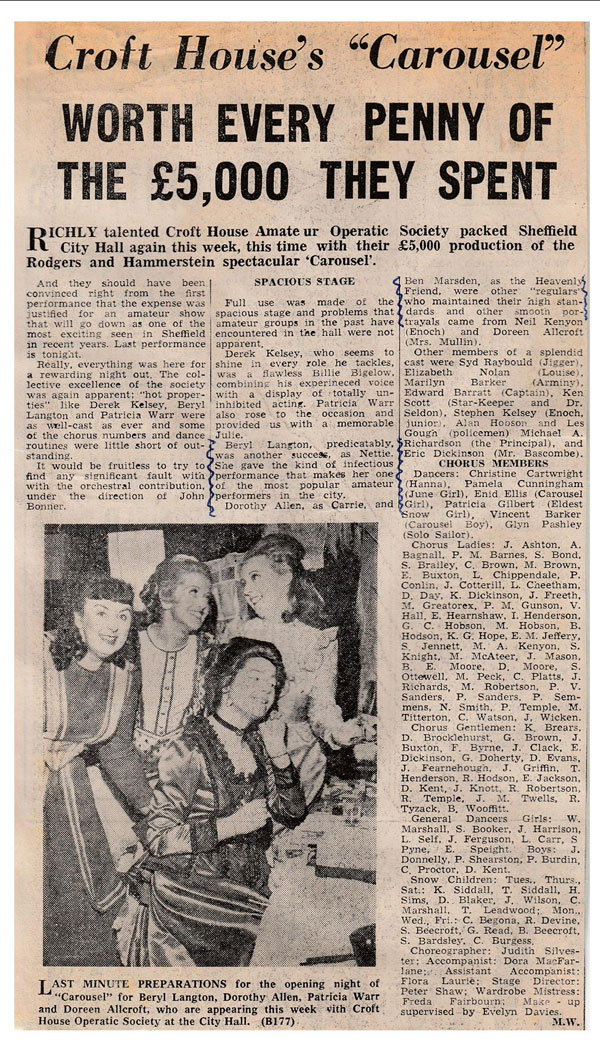 Croft House's "Carousel"
WORTH EVERY PENNY OF
THE £5,000 THEY SPENT
RICHLY talented Croft House Amateur Operatic Society packed Sheffield
City Hall again this week, this time with their £5,000 production of the
Rodgers and Hammerstein spectacular 'Carousel'.
And they should have been
convinced right from the first
performance that the expense was
justified for an amateur show
that will go down as one of the
most exciting seen in Sheffield
in recent years. Last performance
is tonight.
Really, everything was here for
a rewarding night out. The col-
lective excellence of the society
was again apparent: "hot proper-
ties" like Derek Kelsey, Beryl
Langton and Patricia Warr were
as well-cast as ever and some
of the chorus numbers and dance
routines were little short of out-
standing.
It would be fruitless to try to
find any significant fault with
with the orchestral contribution,
under the direction of John
Bonner.
SPACIOUS STAGE
Full use was made of the
spacious stage and problems that
amateur groups in the past have
encountered in the hall were not
apparent.
Derek Kelsey, who seems to
shine in every role he tackles,
was a flawless Billie Bigelow,
combining his experineced voice
with a display of totally un-
inhibited acting. Patricia Warr
also rose to the occasion and
provided us with a memorable
Julie.
Beryl Langton, predictably,
was another success, as Nettie.
She gave the kind of infectious
performance that makes her one
of the most popular amateur
performers in the city.
Dorothy Allen, as Carrie, and
Ben Marsden, as the Heavenly
Friend, were other "regulars"
who maintained their high stan-
dards and other smooth por-
trayals came from Neil Kenyon
(Enoch) and Doreen Allcroft
(Mrs. Mullin).
Other members of a splendid
cast were Syd Raybould (Jigger),
Elizabeth Nolan (Louise),
Marilyn Barker (Arminy),
Edward Barratt (Captain), Ken
Scott (Star-Keeper and Dr.
Seldon), Stephen Kelsey (Enoch,
junior), Alan Hobson and Les
Gough (policemen) Michael A.
Richardson (the Principal), and
Eric Dickinson (Mr. Bascombe).
CHORUS MEMBERS
Dancers: Christine Cartwright
(Hanna), Pamela Cunningham
(June Girl), Enid Ellis (Carousel
Girl), Patricia Gilbert (Eldest
Snow Girl), Vincent Barker
(Carousel Boy), Glyn Pashley
(Solo Sailor).
Chorus Ladies: J. Ashton, A.
Bagnall, P. M. Barnes, S. Bond,
S. Brailey, C. Brown, M. Brown,
E. Buxton, L. Chippendale, P.
Conlin, J. Cotterill, L. Cheetham,
D. Day, K. Dickinson, J. Freeth,
M. Greatorex, P. M. Gunson, V.
Hall, E. Hearnshaw, I. Henderson,
G. C. Hobson, M. Hobson, B.
Hodson, K. G. Hope, E. M. Jeffery,
S. Jennett, M. A. Kenyon, S.
Knight, M. McAteer, J. Mason,
B. E. Moore, D. Moore, S.
Ottewell, M. Peck, C. Platts, J.
Richards, M. Robertson, P. V.
Sanders, P. Sanders, P. Sem-
mens, N. Smith, P. Temple, M.
Titterton, C. Watson, J. Wicken.
Chorus Gentlemen: K. Brears,
D. Brocklehurst, G. Brown, J.
Buxton, F. Byrne, J. Clack, E.
Dickinson, G. Doherty, D. Evans,
J. Fearnehough, J. Griffin, T.
Henderson, R. Hodson, E. Jackson,
D. Kent, J. Knott, R. Robertson,
R. Temple, J. M. Twells, R.
Tyzack, B. Wooffitt.
General Dancers Girls: W.
Marshall, S. Booker, J. Harrison,
L. Self, J. Ferguson, L. Carr, S
Pyne, E. Speight. Boys: J.
Donnelly, P. Shearston, P. Burdin,
C. Proctor, D. Kent.
Snow Children: Tues., Thurs.,
Sat.: K. Siddall, T. Siddall, H.
Sims, D. Blaker, J. Wilson, C.
Marshall, T. Leadwood; Mon.,
Wed., Fri.: C. Begona, R. Devine,
S. Beecroft, G. Read, B. Beecroft,
S. Bardsley, C. Burgess.
Choreographer: Judith Silves-
ter; Accompanist: Dora MacFar-
lane; Assistant Accompanist:
Flora Laurie; Stage Director:
Peter Shaw; Wardrobe Mistress:
Freda Fairbourn; Make-up
supervised by Evelyn Davies.
M.W.
LAST MINUTE PREPARATIONS for the opening night of
"Carousel" for Beryl Langton, Dorothy Allen, Patricia Warr
and Doreen Allcroft, who are appearing this week with Croft
House Operatic Society at the City Hall. (B177)